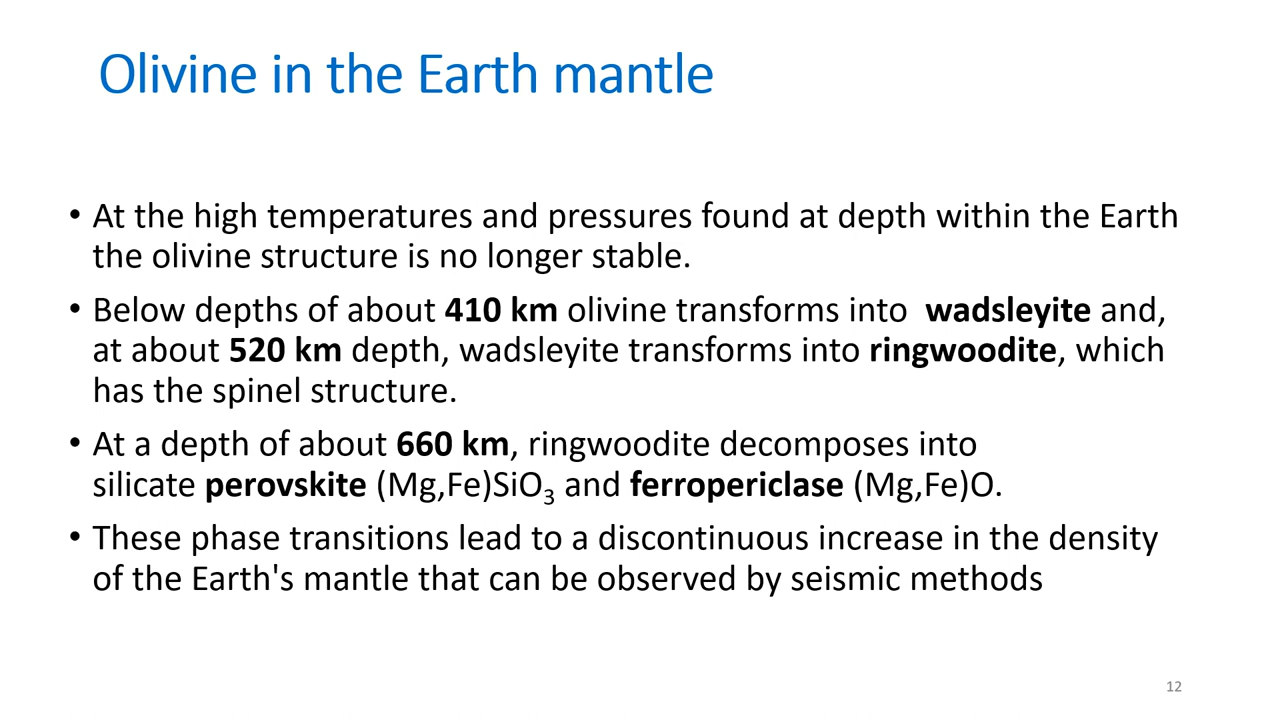 Olivine in the Earth mantle
• At the high temperatures and pressures found at depth within the Earth
the olivine structure is no longer stable.
• Below depths of about 410 km olivine transforms into  wadsleyite and,
at about 520 km depth, wadsleyite transforms into ringwoodite, which
has the spinel structure.
• At a depth of about 660 km, ringwoodite decomposes into
silicate perovskite (Mg,Fe)SiO₃ and ferropericlase (Mg,Fe)O.
• These phase transitions lead to a discontinuous increase in the density
of the Earth's mantle that can be observed by seismic methods
12